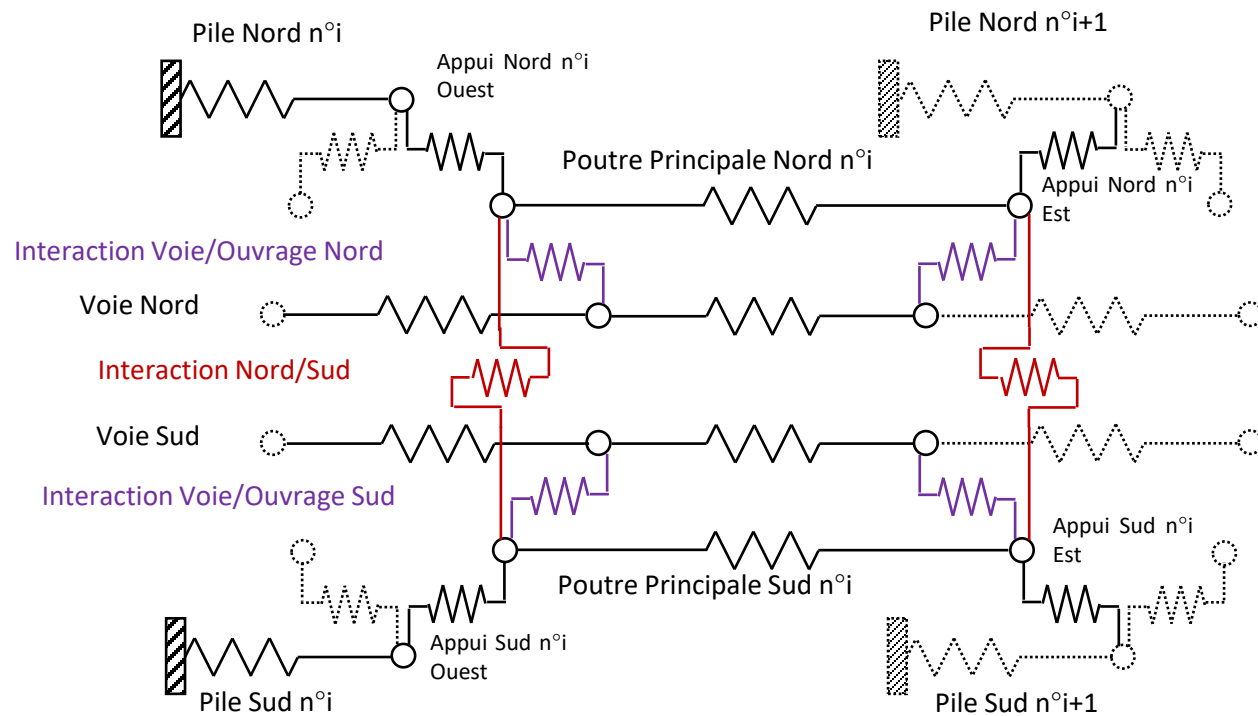 Pile Nord n°i
Pile Nord n°i+1
Appui Nord n°i
Ouest
Poutre Principale Nord n°i
Appui Nord n°i
Est
Interaction Voie/Ouvrage Nord
Voie Nord
Interaction Nord/Sud
Voie Sud
Interaction Voie/Ouvrage Sud
Appui Sud n°i
Est
Poutre Principale Sud n°i
Appui Sud n°i
Ouest
Pile Sud n°i
Pile Sud n°i+1